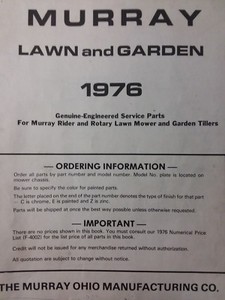 MURRAY
LAWN and GARDEN
1976
Genuine-Engineered Service Parts
For Murray Rider and Rotary Lawn Mower and Garden Tillers
— ORDERING INFORMATION —
Order all parts by part number and model number. Model No. plate is located on
mower chassis.
Be sure to specify the color for painted parts.
The letter placed on the end of the part number denotes the type of finish for that part
— C is chrome, E is painted and Z is zinc.
Parts will be shipped at once the best way possible unless otherwise requested.
— IMPORTANT —
There are no prices shown in this book. You must consult our 1976 Numerical Price
List (F-4002) for the list price of all parts in this book.
Credit will not be issued for any merchandise returned without authorization.
All quotation are subject to change without notice.
THE MURRAY OHIO MANUFACTURING CO.